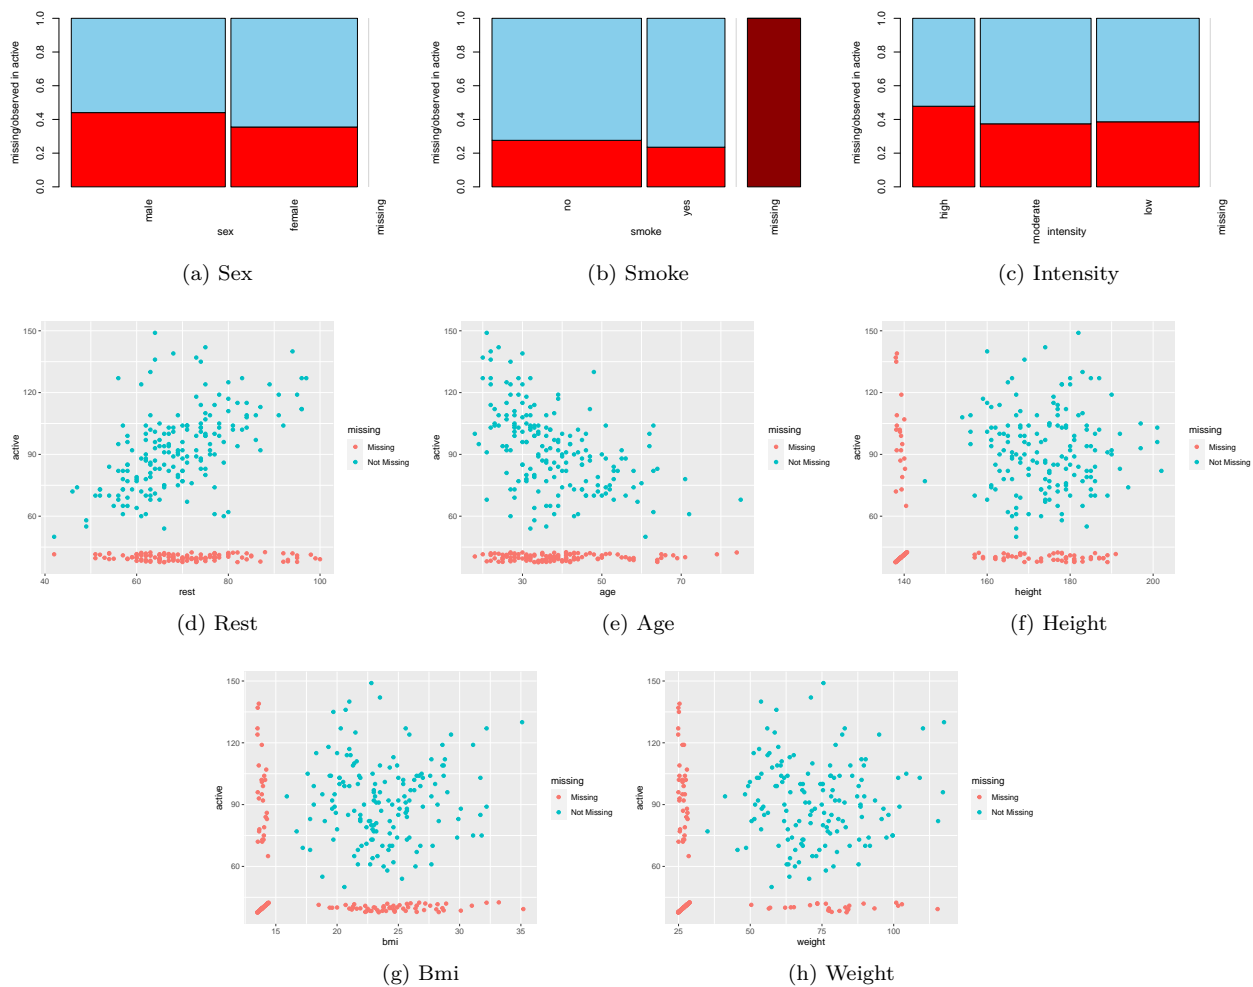 missing/observed in active
0.0 0.2 0.4 0.6 0.8 1.0
male
female
missing
sex
(a) Sex
missing/observed in active
0.0 0.2 0.4 0.6 0.8 1.0
no
yes
missing
smoke
(b) Smoke
missing/observed in active
0.0 0.2 0.4 0.6 0.8 1.0
high
moderate
low
missing
intensity
(c) Intensity
150
120
90
60
active
40 60 80 100
rest
missing
Missing
Not Missing
(d) Rest
150
120
90
60
active
30 50 70
age
missing
Missing
Not Missing
(e) Age
150
120
90
60
active
140 160 180 200
height
missing
Missing
Not Missing
(f) Height
150
120
90
60
active
15 20 25 30 35
bmi
missing
Missing
Not Missing
(g) Bmi
150
120
90
60
active
25 50 75 100
weight
missing
Missing
Not Missing
(h) Weight